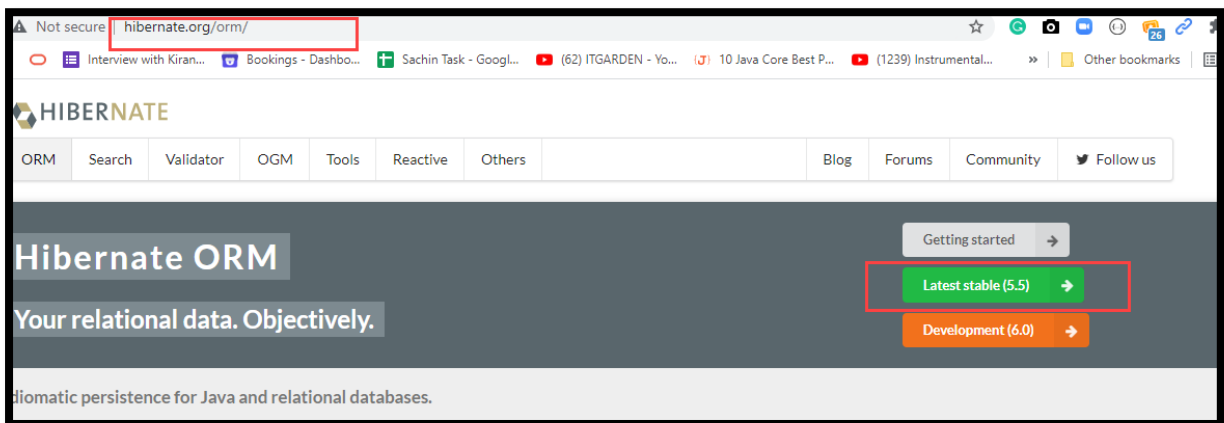 Not secure | hibernate.org/orm/
26
Interview with Kiran... Bookings - Dashbo... Sachin Task - Googl... (62) ITGARDEN - Yo... (J) 10 Java Core Best P... (1239) Instrumental... » Other bookmarks
HIBERNATE
ORM Search Validator OGM Tools Reactive Others Blog Forums Community Follow us
Hibernate ORM
Getting started
Latest stable (5.5)
Your relational data. Objectively.
Development (6.0)
diomatic persistence for Java and relational databases.